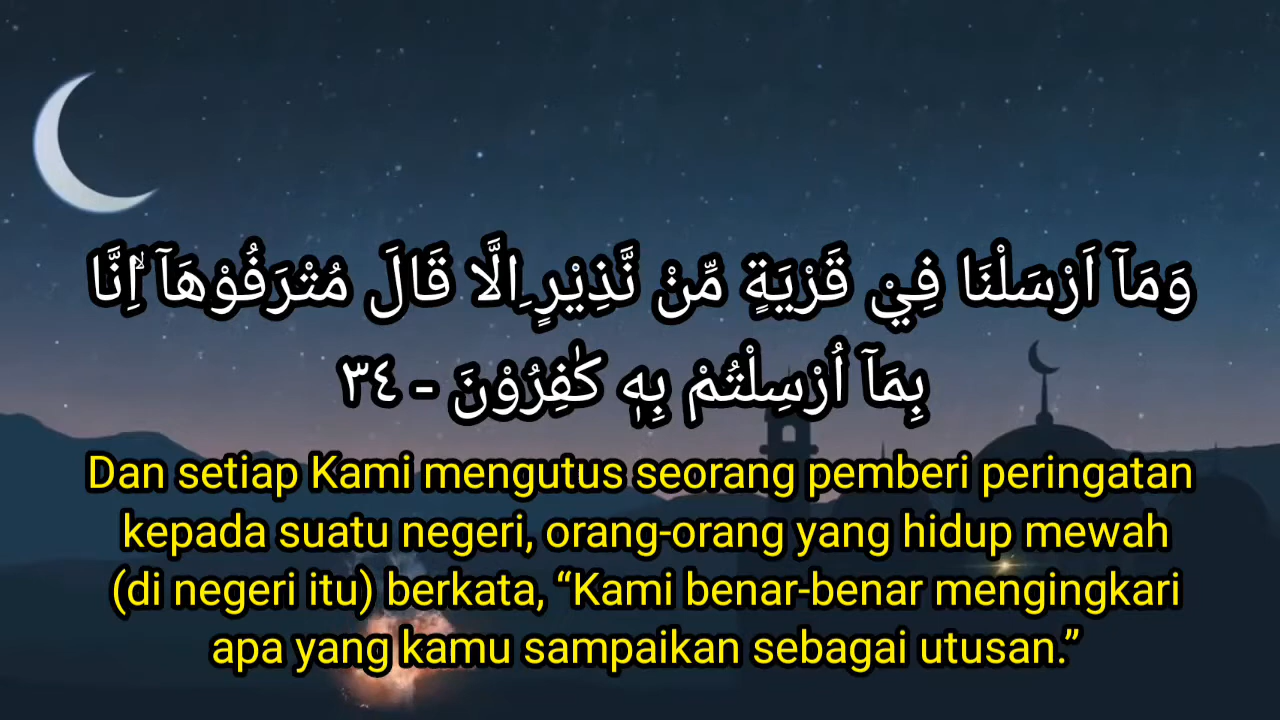 وَمَآ اَرْسَلْنَا فِيْ قَرْيَةٍ مِّنْ نَّذِيْرٍ ِالَّا قَالَ مُتْرَفُوْهَآ ۙاِنَّا
بِمَآ اُرْسِلْتُمْ بِهٖ كٰفِرُوْنَ - ٣٤
Dan setiap Kami mengutus seorang pemberi peringatan
kepada suatu negeri, orang-orang yang hidup mewah
(di negeri itu) berkata, “Kami benar-benar mengingkari
apa yang kamu sampaikan sebagai utusan.”